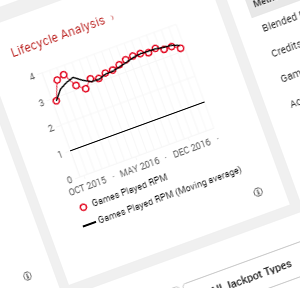 Lifecycle Analysis ›
4
3
2
1
0
OCT 2015 · MAY 2016 · DEC 2016 ·
Games Played RPM
Games Played RPM (Moving average)
Blended
Credits
Gam
Jackpot Types